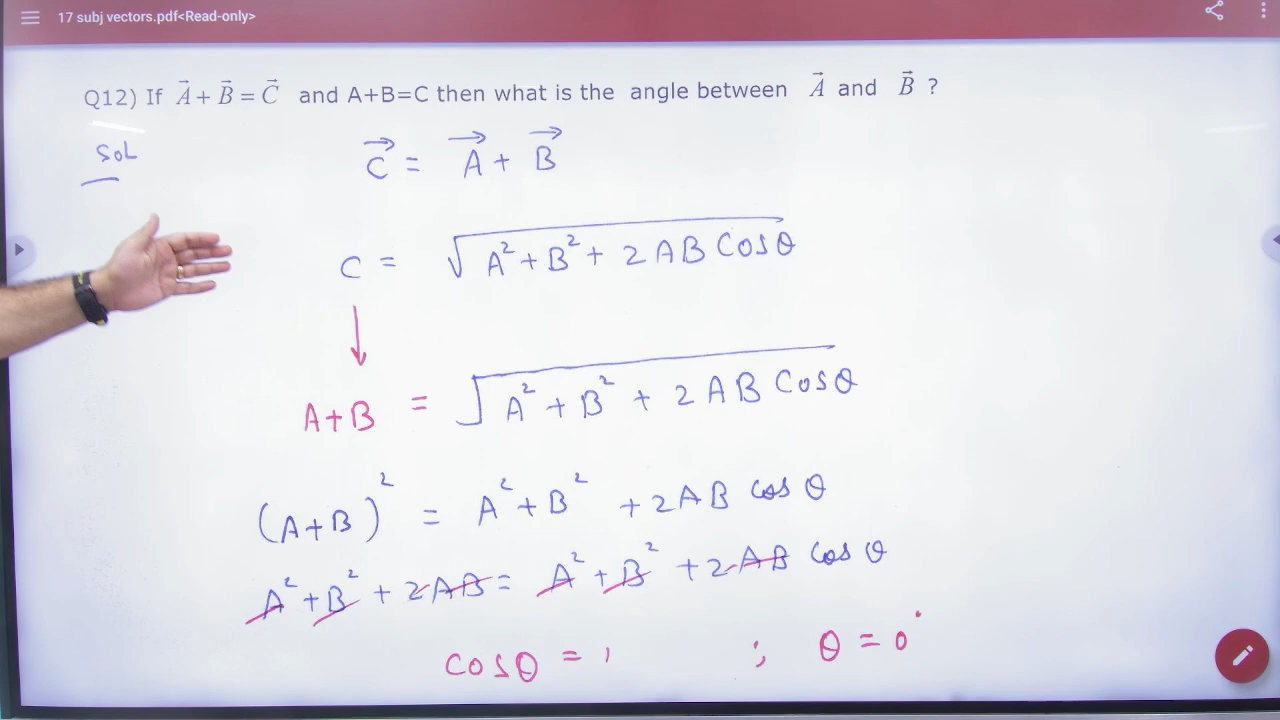 17 subj vectors.pdf<Read-only>
Q12) If A⃗ + B⃗ = C⃗ and A+B=C then what is the angle between A⃗ and B⃗ ?
SOL
C⃗ = A⃗ + B⃗
C = √(A² + B² + 2AB Cosθ)
A+B = √(A² + B² + 2AB Cosθ)
(A+B)² = A² + B² + 2AB Cosθ
A² + B² + 2AB = A² + B² + 2AB Cosθ
Cosθ = 1 ; θ = 0°